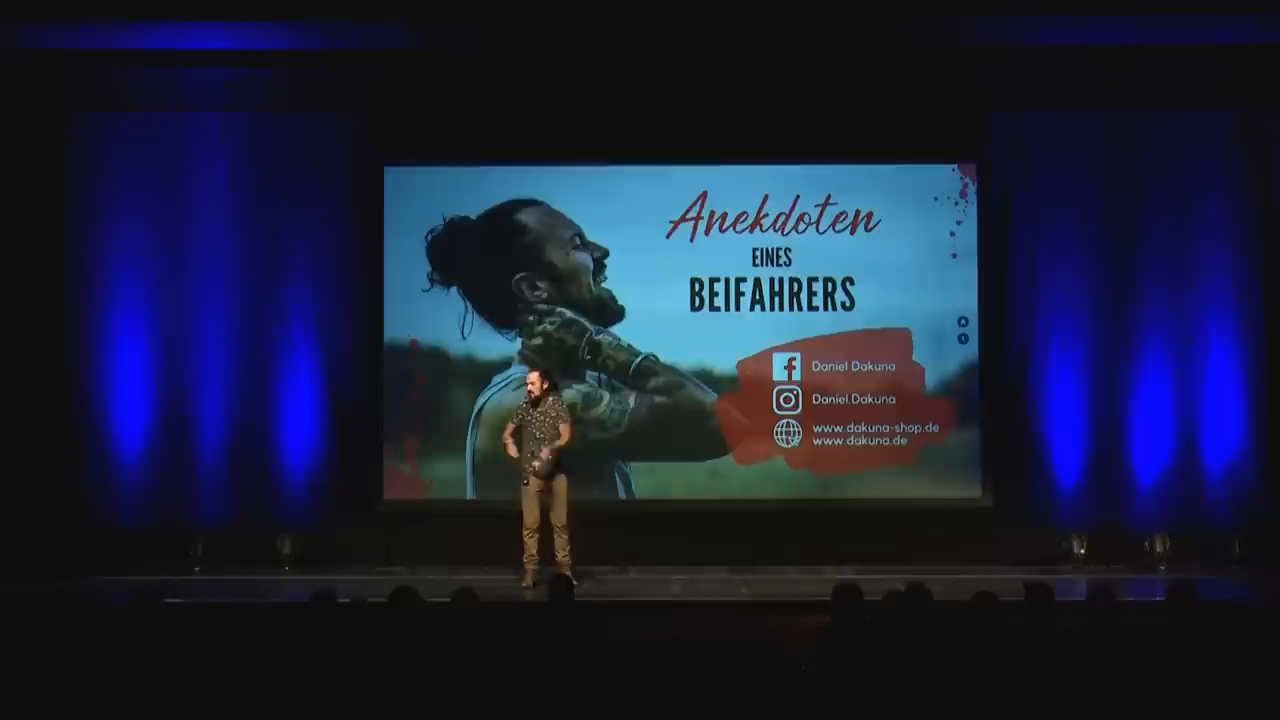 Anekdoten
EINES
BEIFAHRERS
Daniel Dakuna
Daniel.Dakuna
www.dakuna-shop.de
www.dakuna.de